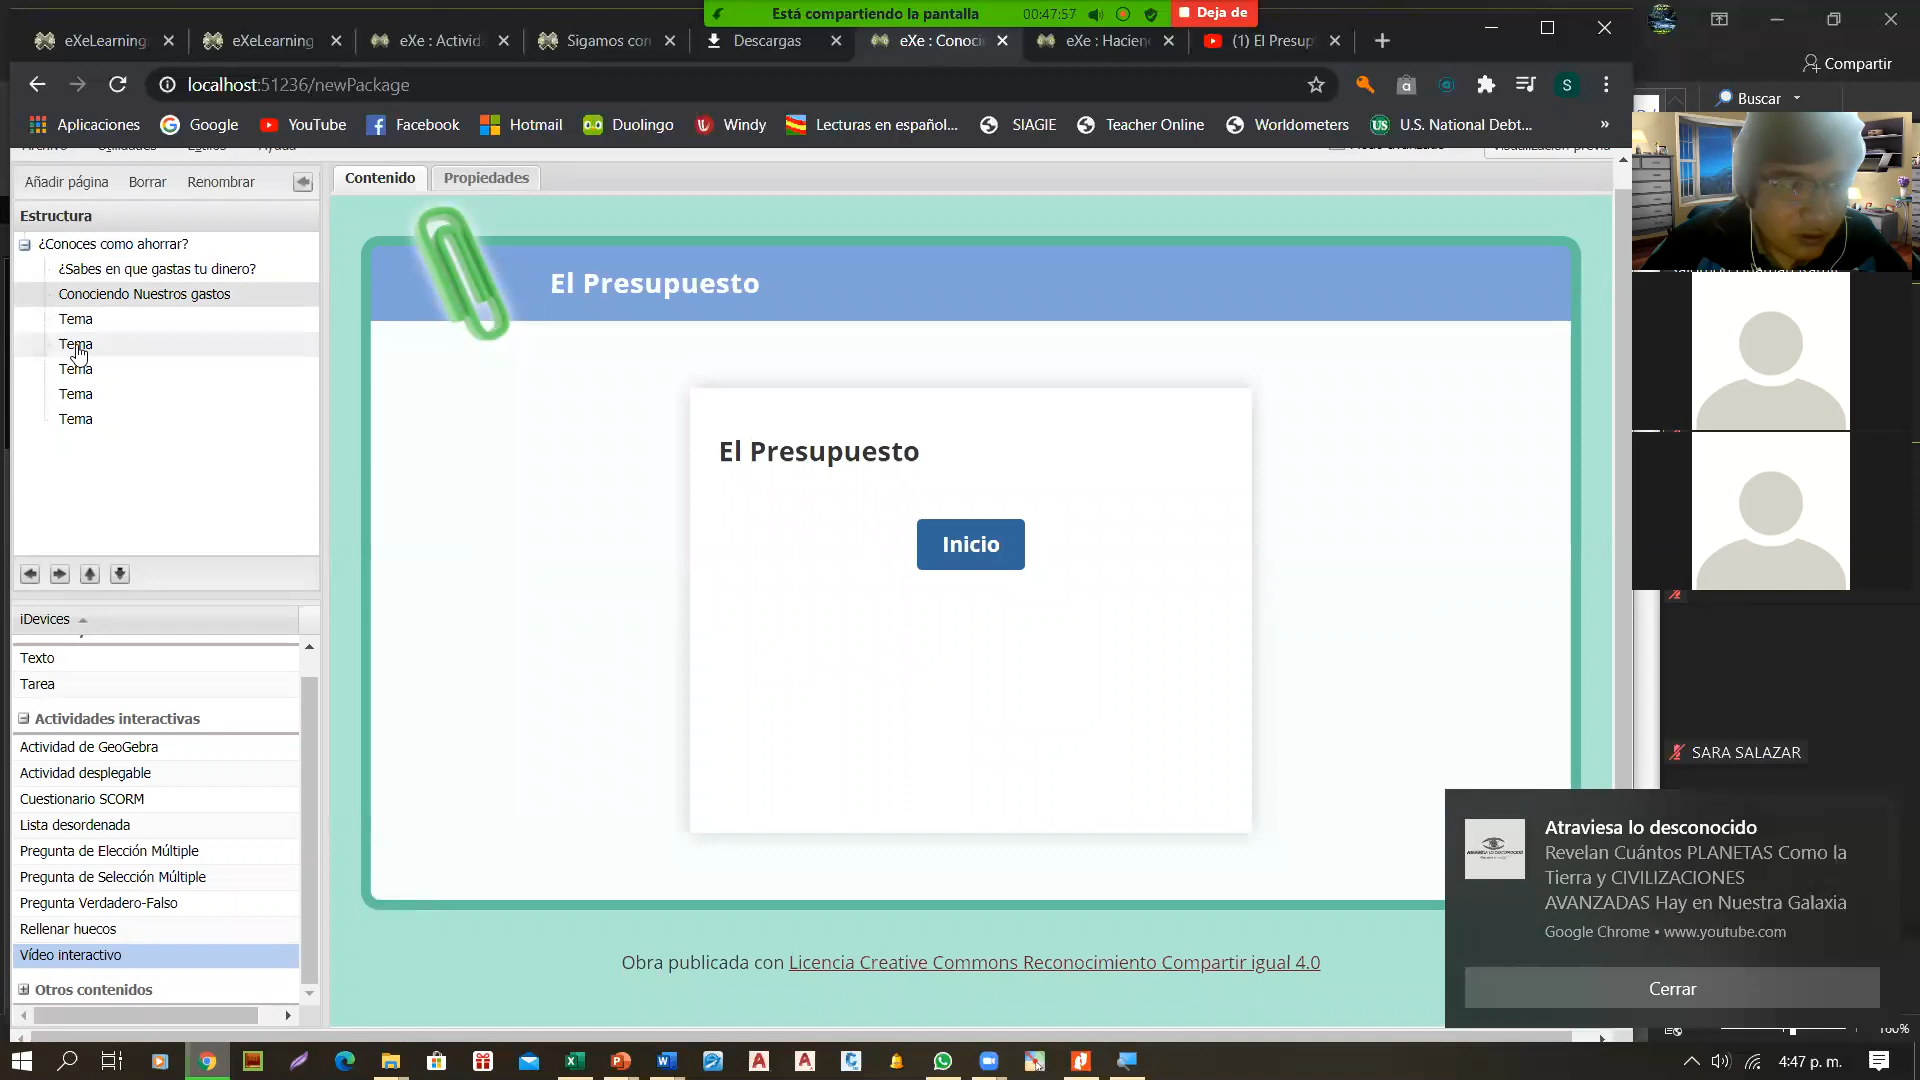 Está compartiendo la pantalla
00:47:57
Deja de
eXeLearning
eXeLearning
eXe : Activid
Sigamos con
Descargas
eXe : Conoci
eXe : Hacien
(1) El Presup
Compartir
localhost:51236/newPackage
S
Buscar
Aplicaciones
Google
YouTube
Facebook
Hotmail
Duolingo
Windy
Lecturas en español...
SIAGIE
Teacher Online
Worldometers
U.S. National Debt...
»
Añadir página
Borrar
Renombrar
Contenido
Propiedades
Estructura
¿Conoces como ahorrar?
¿Sabes en que gastas tu dinero?
Conociendo Nuestros gastos
Tema
Tema
Tema
Tema
Tema
El Presupuesto
El Presupuesto
Inicio
iDevices
Texto
Tarea
Actividades interactivas
Actividad de GeoGebra
Actividad desplegable
Cuestionario SCORM
Lista desordenada
Pregunta de Elección Múltiple
Pregunta de Selección Múltiple
Pregunta Verdadero-Falso
Rellenar huecos
Vídeo interactivo
Otros contenidos
Obra publicada con Licencia Creative Commons Reconocimiento Compartir igual 4.0
SARA SALAZAR
Atraviesa lo desconocido
Revelan Cuántos PLANETAS Como la
Tierra y CIVILIZACIONES
AVANZADAS Hay en Nuestra Galaxia
Google Chrome • www.youtube.com
Cerrar
160%
4:47 p. m.